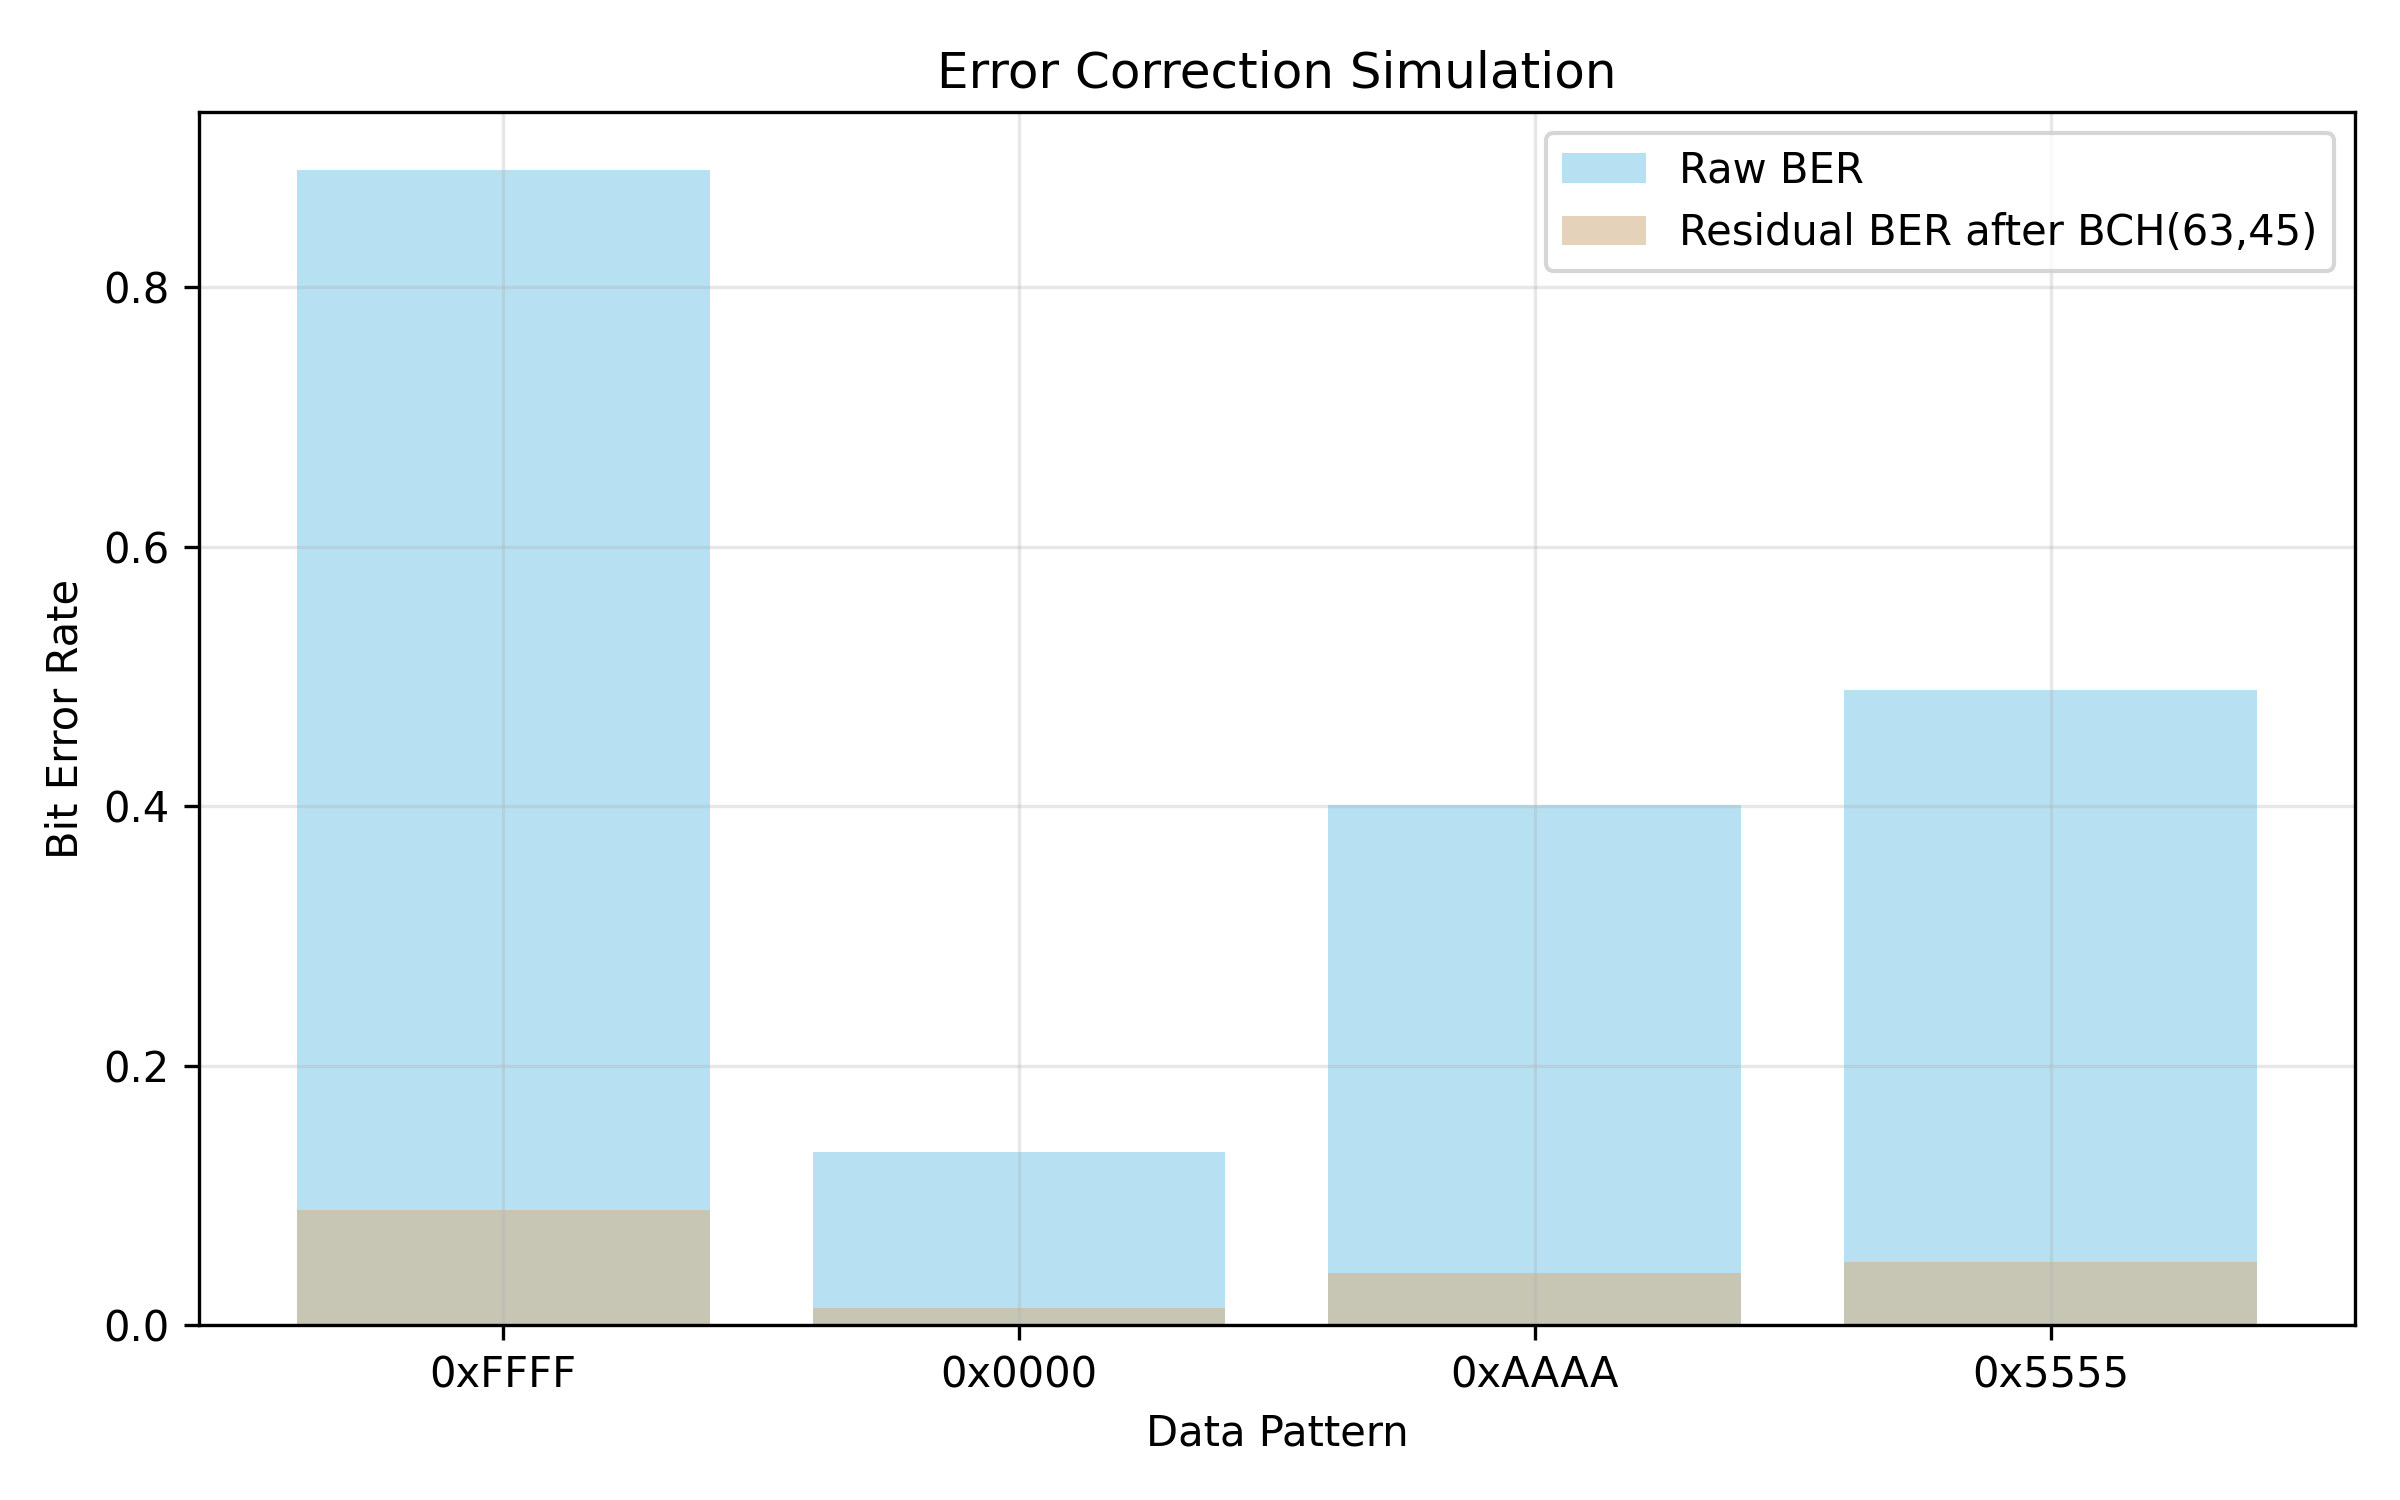 Error Correction Simulation
Raw BER
Residual BER after BCH(63,45)
Bit Error Rate
0.8
0.6
0.4
0.2
0.0
0xFFFF
0x0000
0xAAAA
0x5555
Data Pattern